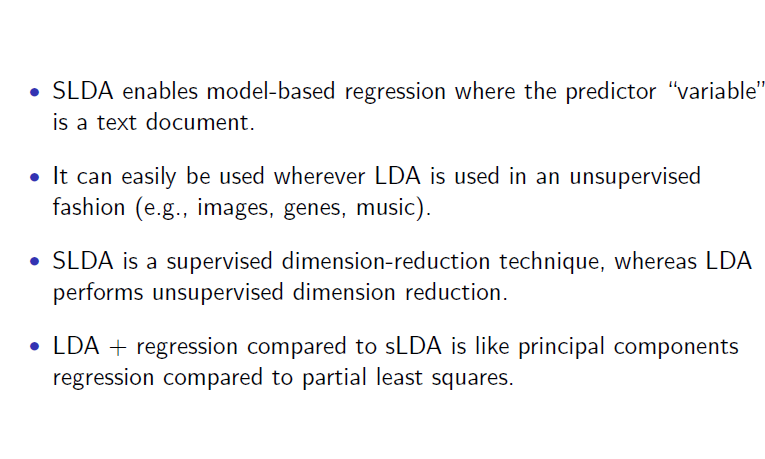 • SLDA enables model-based regression where the predictor “variable”
is a text document.
• It can easily be used wherever LDA is used in an unsupervised
fashion (e.g., images, genes, music).
• SLDA is a supervised dimension-reduction technique, whereas LDA
performs unsupervised dimension reduction.
• LDA + regression compared to sLDA is like principal components
regression compared to partial least squares.